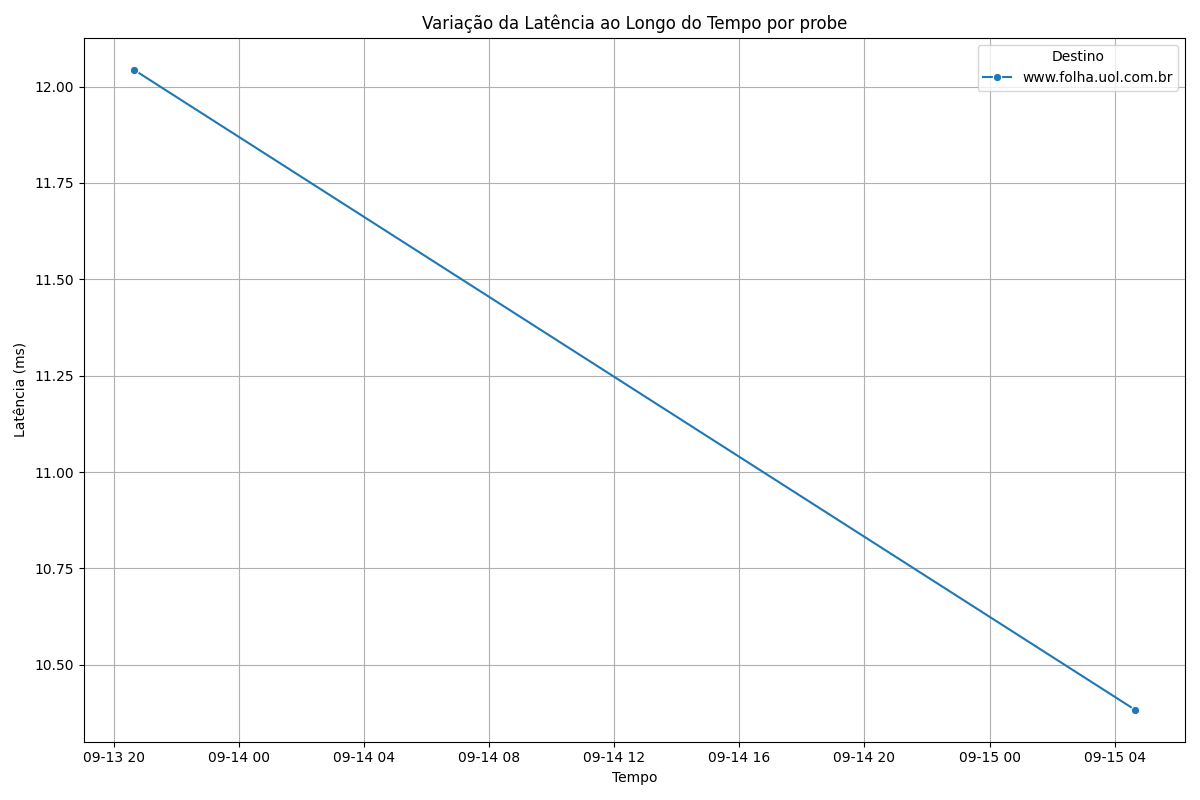 Variação da Latência ao Longo do Tempo por probe
Destino
www.folha.uol.com.br
Latência (ms)
12.00
11.75
11.50
11.25
11.00
10.75
10.50
09-13 20 09-14 00 09-14 04 09-14 08 09-14 12 09-14 16 09-14 20 09-15 00 09-15 04
Tempo